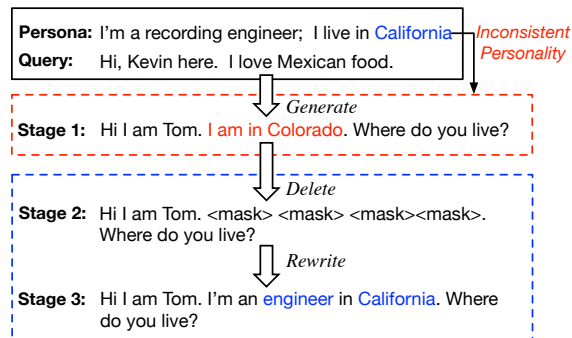 Persona: I'm a recording engineer; I live in California
Inconsistent
Personality
Query: Hi, Kevin here. I love Mexican food.
Generate
Stage 1: Hi I am Tom. I am in Colorado. Where do you live?
Delete
Stage 2: Hi I am Tom. <mask> <mask> <mask><mask>.
Where do you live?
Rewrite
Stage 3: Hi I am Tom. I'm an engineer in California. Where
do you live?